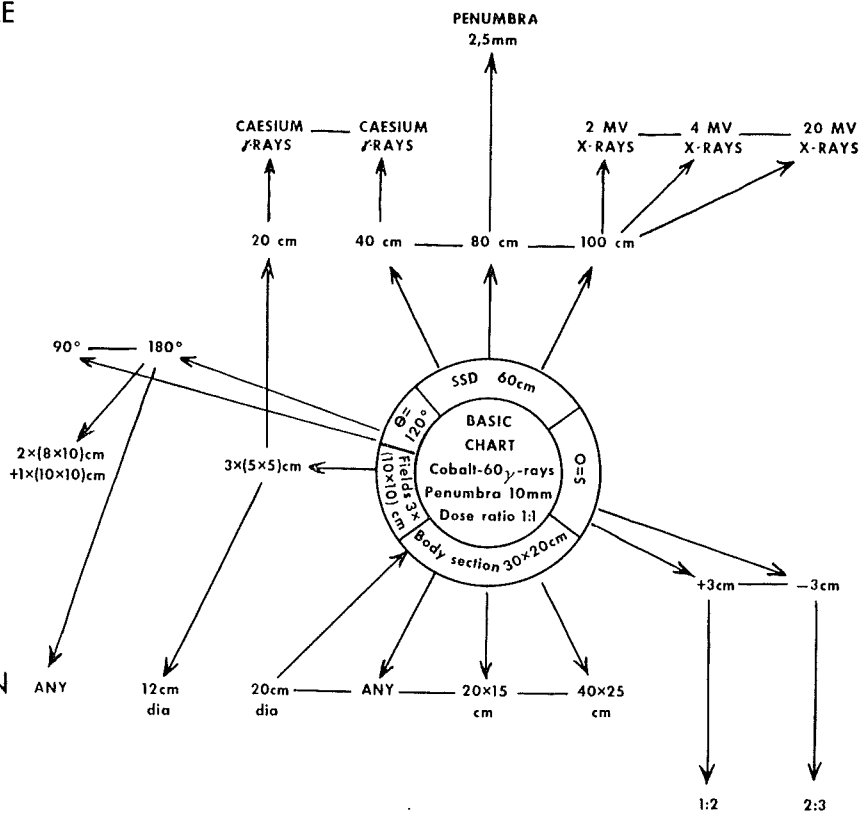 E
PENUMBRA
2,5mm
CAESIUM CAESIUM 2 MV 4 MV 20 MV
γ-RAYS γ-RAYS X-RAYS X-RAYS X-RAYS
20 cm 40 cm 80 cm 100 cm
90° 180°
SSD 60cm
θ= 120°
S=0
BASIC
CHART
Cobalt-60 γ-rays
Penumbra 10mm
Dose ratio 1:1
Fields 3×
(10×10) cm
Body section 30×20cm
2×(8×10)cm
+1×(10×10)cm
3×(5×5)cm
+3cm −3cm
N ANY 12cm 20cm ANY 20×15 40×25
dia dia cm cm
1:2 2:3